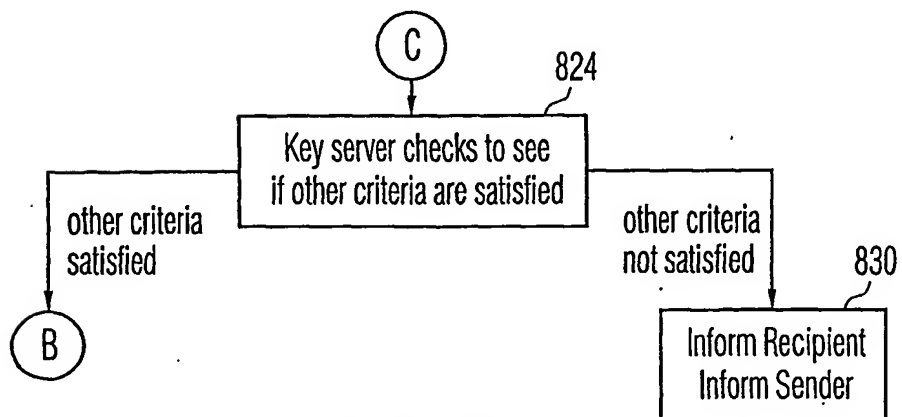 C
824
Key server checks to see
if other criteria are satisfied
other criteria
satisfied
other criteria
not satisfied
830
B
Inform Recipient
Inform Sender